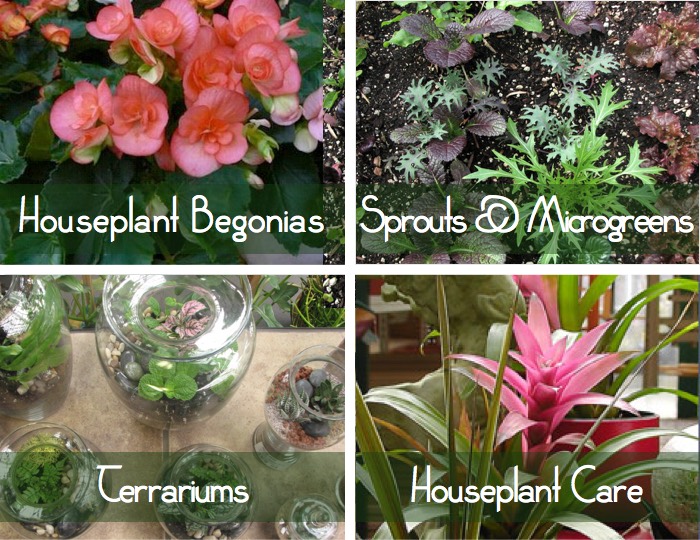 Houseplant Begonias
Sprouts & Microgreens
Terrariums
Houseplant Care